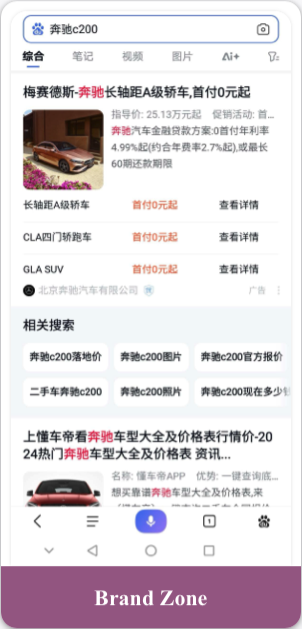 奔驰c200
综合 笔记 视频 图片 Ai+
梅赛德斯-奔驰长轴距A级轿车,首付0元起
指导价: 25.13万元起 促销活动: 首...
奔驰汽车金融贷款方案:0首付年利率
4.99%起(约合年费率2.7%起),或最长
60期还款期限
长轴距A级轿车 首付0元起 查看详情
CLA四门轿跑车 首付0元起 查看详情
GLA SUV 首付0元起 查看详情
北京奔驰汽车有限公司 广告
相关搜索
奔驰c200落地价 奔驰c200图片 奔驰c200官方报价
二手车奔驰c200 奔驰c200照片 奔驰c200现在多少
上懂车帝看奔驰车型大全及价格表行情价-20
24热门奔驰车型大全及价格表 资讯...
名称: 懂车帝APP 优势: 一键查询底...
想买靠谱奔驰车型大全及价格表,来
1
Brand Zone